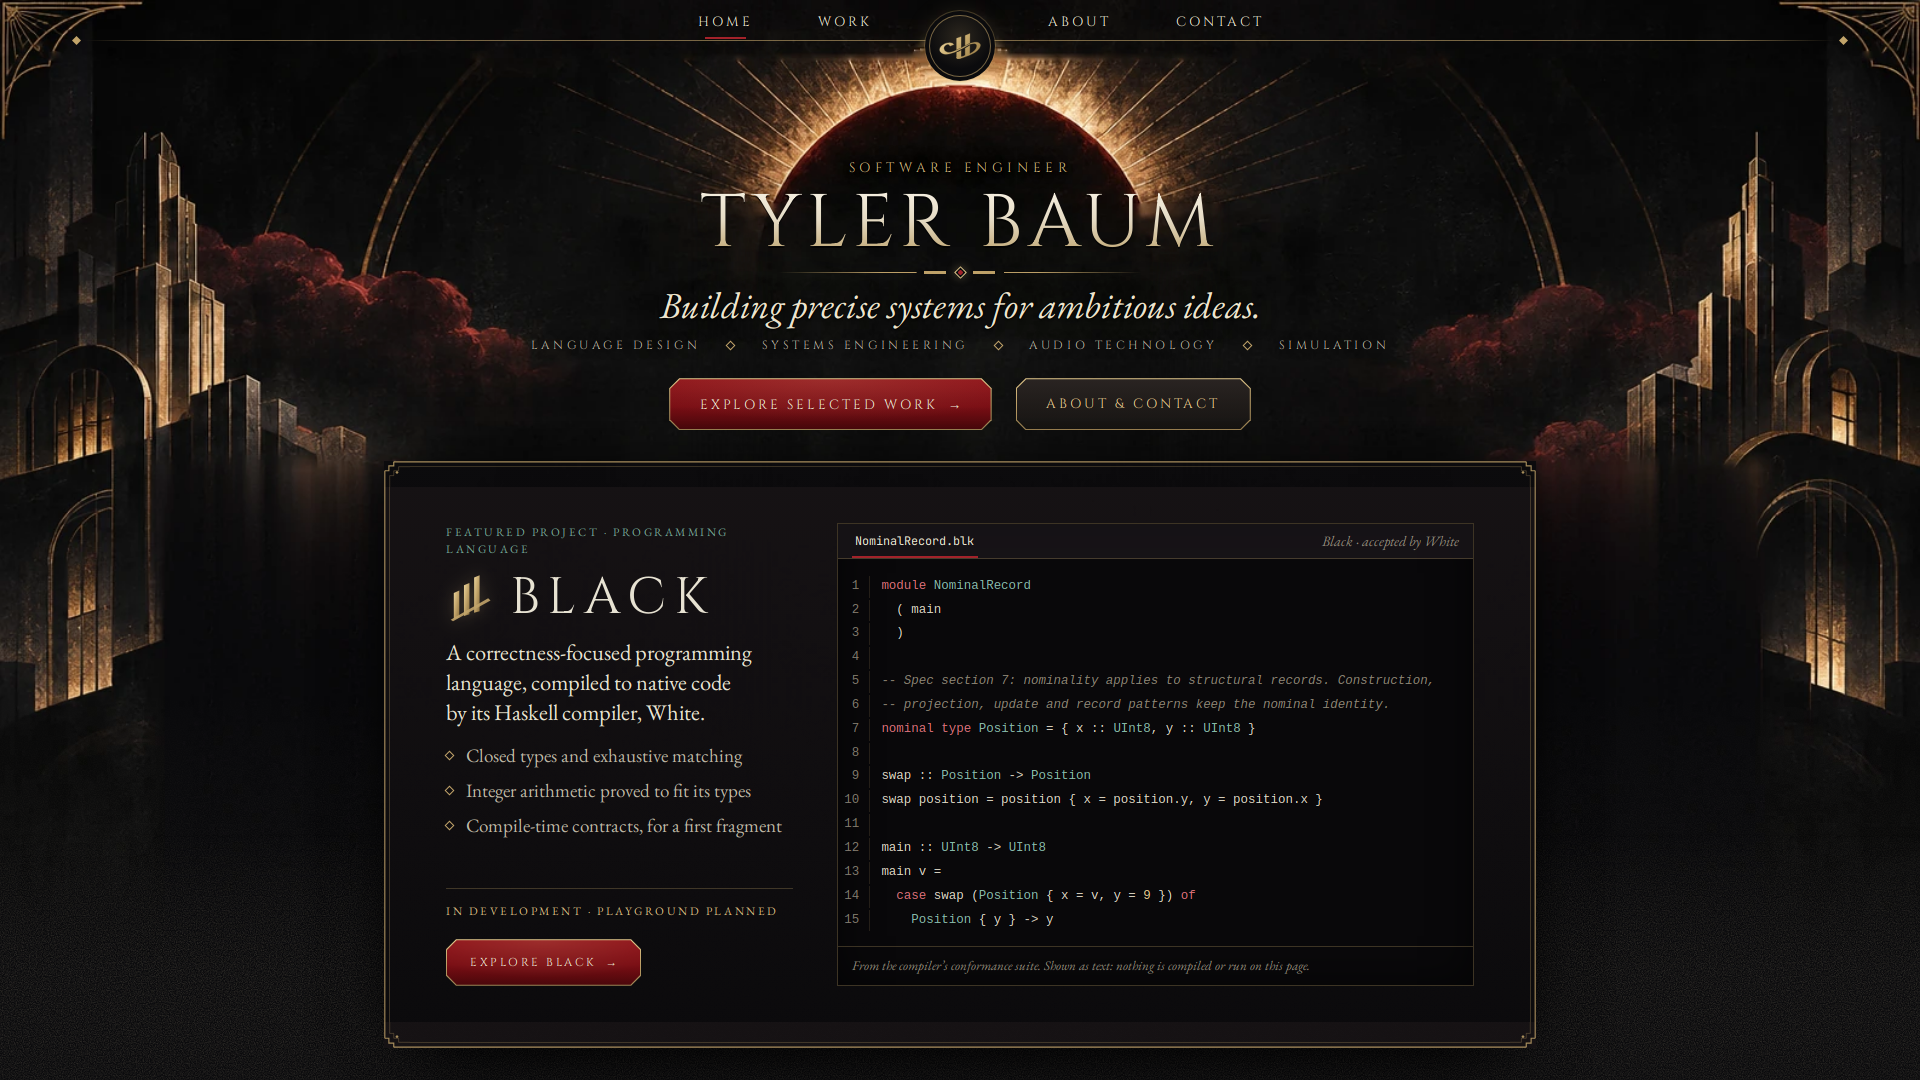 HOME
WORK
ABOUT
CONTACT
SOFTWARE ENGINEER
TYLER BAUM
Building precise systems for ambitious ideas.
LANGUAGE DESIGN ◇ SYSTEMS ENGINEERING ◇ AUDIO TECHNOLOGY ◇ SIMULATION
EXPLORE SELECTED WORK →
ABOUT & CONTACT
FEATURED PROJECT · PROGRAMMING
LANGUAGE
BLACK
A correctness-focused programming
language, compiled to native code
by its Haskell compiler, White.
Closed types and exhaustive matching
Integer arithmetic proved to fit its types
Compile-time contracts, for a first fragment
IN DEVELOPMENT · PLAYGROUND PLANNED
EXPLORE BLACK →
NominalRecord.blk
Black · accepted by White
1 module NominalRecord
2   ( main
3   )
4
5 -- Spec section 7: nominality applies to structural records. Construction,
6 -- projection, update and record patterns keep the nominal identity.
7 nominal type Position = { x :: UInt8, y :: UInt8 }
8
9 swap :: Position -> Position
10 swap position = position { x = position.y, y = position.x }
11
12 main :: UInt8 -> UInt8
13 main v =
14   case swap (Position { x = v, y = 9 }) of
15     Position { y } -> y
From the compiler's conformance suite. Shown as text: nothing is compiled or run on this page.